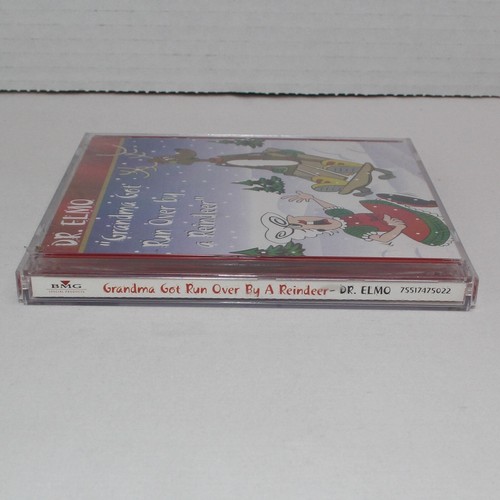 DR. ELMO
"Grandma Got
Run Over by
a Reindeer"
BMG
Grandma Got Run Over By A Reindeer - DR. ELMO 75517475022